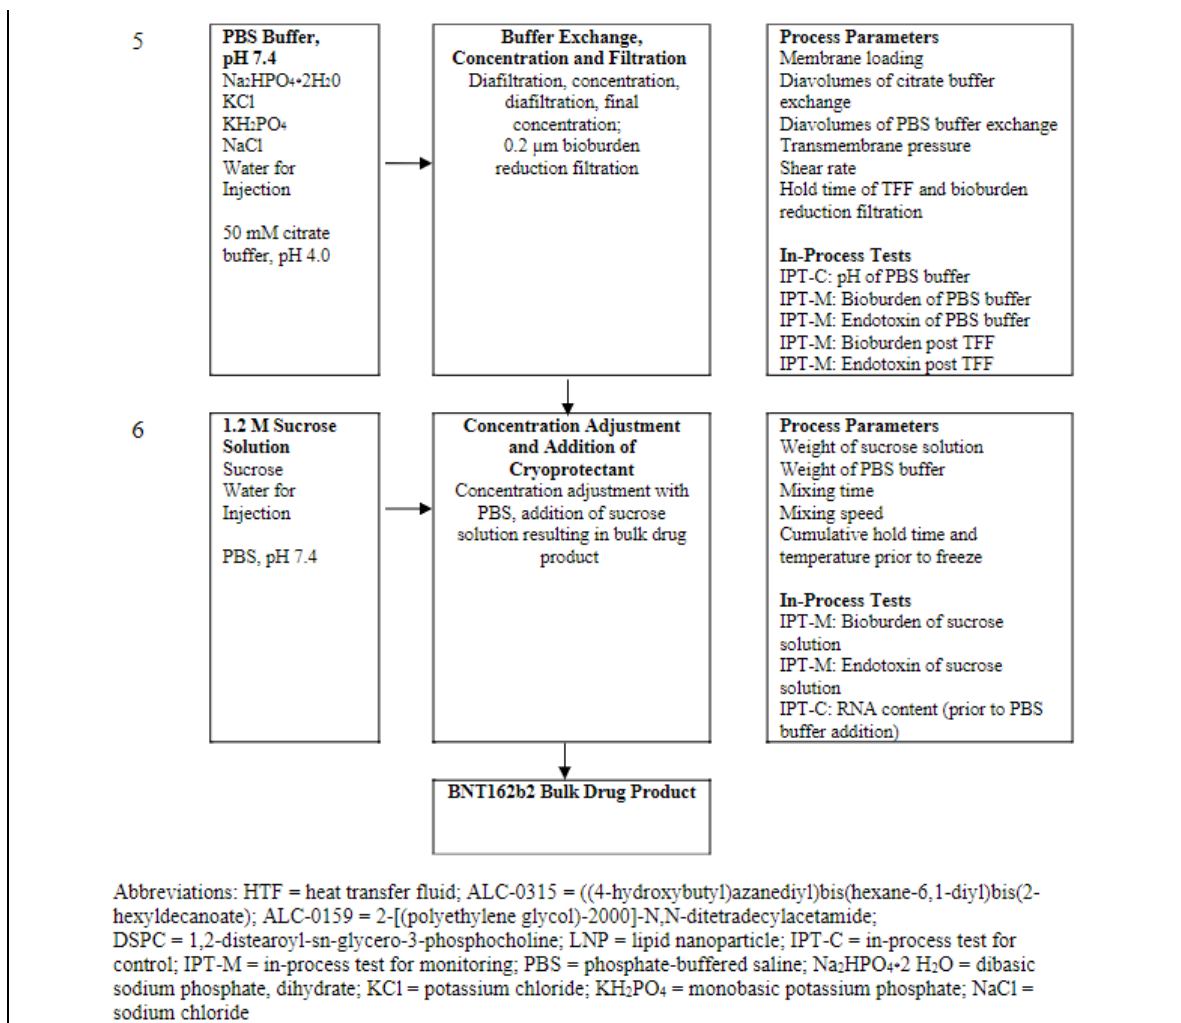 5
PBS Buffer,
pH 7.4
Na₂HPO₄•2H₂0
KCl
KH₂PO₄
NaCl
Water for
Injection
50 mM citrate
buffer, pH 4.0
Buffer Exchange,
Concentration and Filtration
Diafiltration, concentration,
diafiltration, final
concentration;
0.2 μm bioburden
reduction filtration
Process Parameters
Membrane loading
Diavolumes of citrate buffer
exchange
Diavolumes of PBS buffer exchange
Transmembrane pressure
Shear rate
Hold time of TFF and bioburden
reduction filtration
In-Process Tests
IPT-C: pH of PBS buffer
IPT-M: Bioburden of PBS buffer
IPT-M: Endotoxin of PBS buffer
IPT-M: Bioburden post TFF
IPT-M: Endotoxin post TFF
6
1.2 M Sucrose
Solution
Sucrose
Water for
Injection
PBS, pH 7.4
Concentration Adjustment
and Addition of
Cryoprotectant
Concentration adjustment with
PBS, addition of sucrose
solution resulting in bulk drug
product
Process Parameters
Weight of sucrose solution
Weight of PBS buffer
Mixing time
Mixing speed
Cumulative hold time and
temperature prior to freeze
In-Process Tests
IPT-M: Bioburden of sucrose
solution
IPT-M: Endotoxin of sucrose
solution
IPT-C: RNA content (prior to PBS
buffer addition)
BNT162b2 Bulk Drug Product
Abbreviations: HTF = heat transfer fluid; ALC-0315 = ((4-hydroxybutyl)azanediyl)bis(hexane-6,1-diyl)bis(2-
hexyldecanoate); ALC-0159 = 2-[(polyethylene glycol)-2000]-N,N-ditetradecylacetamide;
DSPC = 1,2-distearoyl-sn-glycero-3-phosphocholine; LNP = lipid nanoparticle; IPT-C = in-process test for
control; IPT-M = in-process test for monitoring; PBS = phosphate-buffered saline; Na₂HPO₄•2 H₂O = dibasic
sodium phosphate, dihydrate; KCl = potassium chloride; KH₂PO₄ = monobasic potassium phosphate; NaCl =
sodium chloride